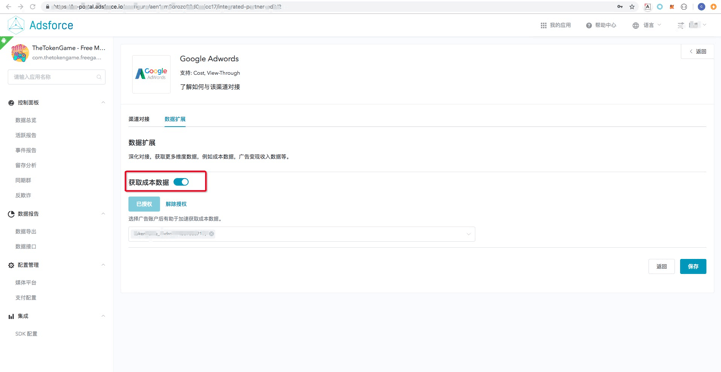 Adsforce
我的应用
帮助中心
语言
TheTokenGame - Free M...
com.thetokengame.freega...
请输入应用名称
控制面板
数据总览
活跃报告
事件报告
留存分析
同期群
反欺诈
数据报告
数据导出
数据接口
配置管理
媒体平台
支付配置
集成
SDK 配置
返回
Google
AdWords
Google Adwords
支持: Cost, View-Through
了解如何与该渠道对接
渠道对接
数据扩展
数据扩展
深化对接，获取更多维度数据，例如成本数据，广告变现收入数据等。
获取成本数据
已授权
解除授权
选择广告账户后有助于加速获取成本数据。
返回
保存